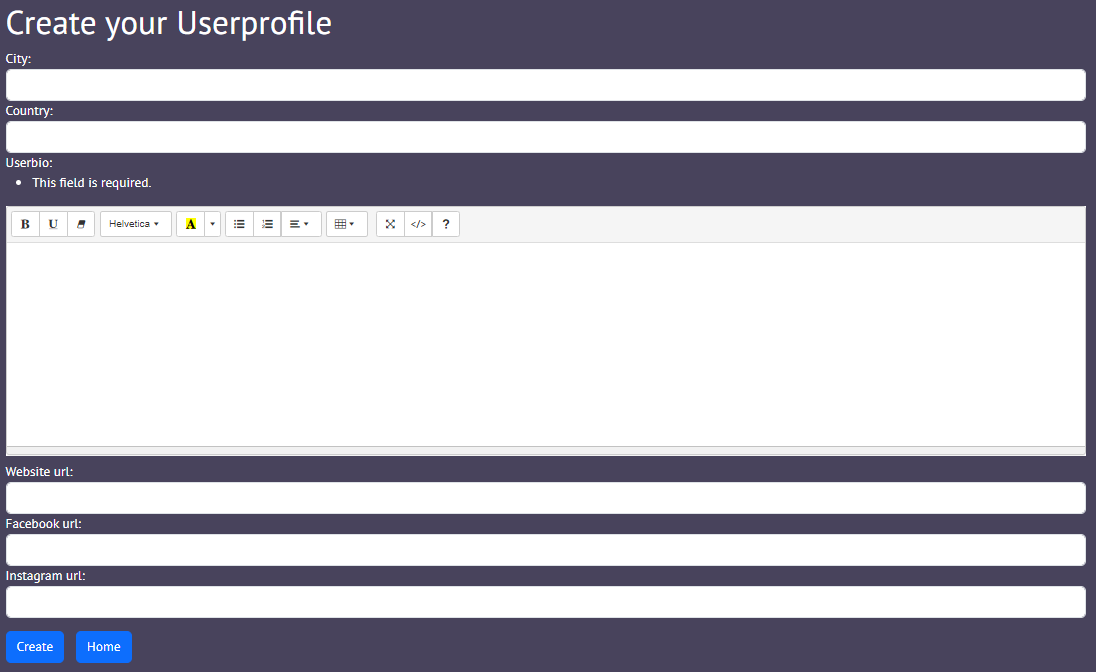 Create your Userprofile
City:
Country:
Userbio:
This field is required.
B U Helvetica A </> ?
Website url:
Facebook url:
Instagram url:
Create Home